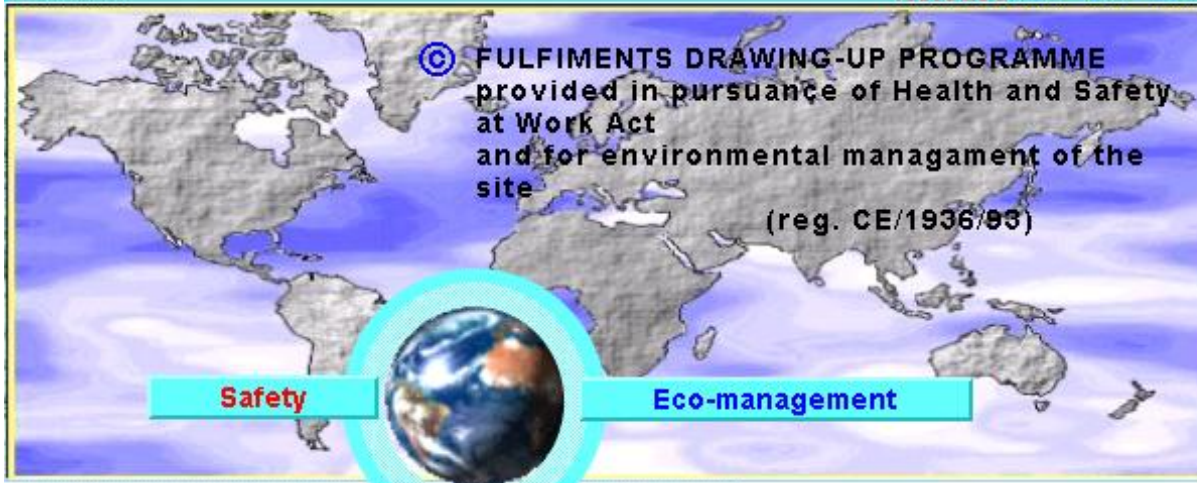 © FULFIMENTS DRAWING-UP PROGRAMME
provided in pursuance of Health and Safety
at Work Act
and for environmental managament of the
site
(reg. CE/1936/93)
Safety
Eco-management